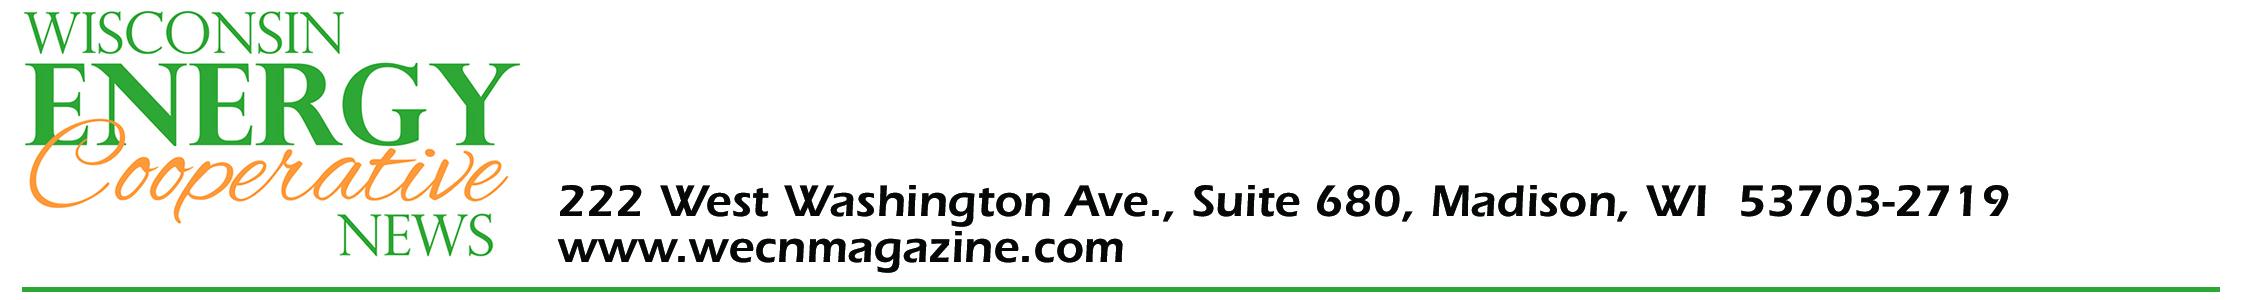 WISCONSIN
ENERGY
Cooperative
NEWS
222 West Washington Ave., Suite 680, Madison, WI  53703-2719
www.wecnmagazine.com